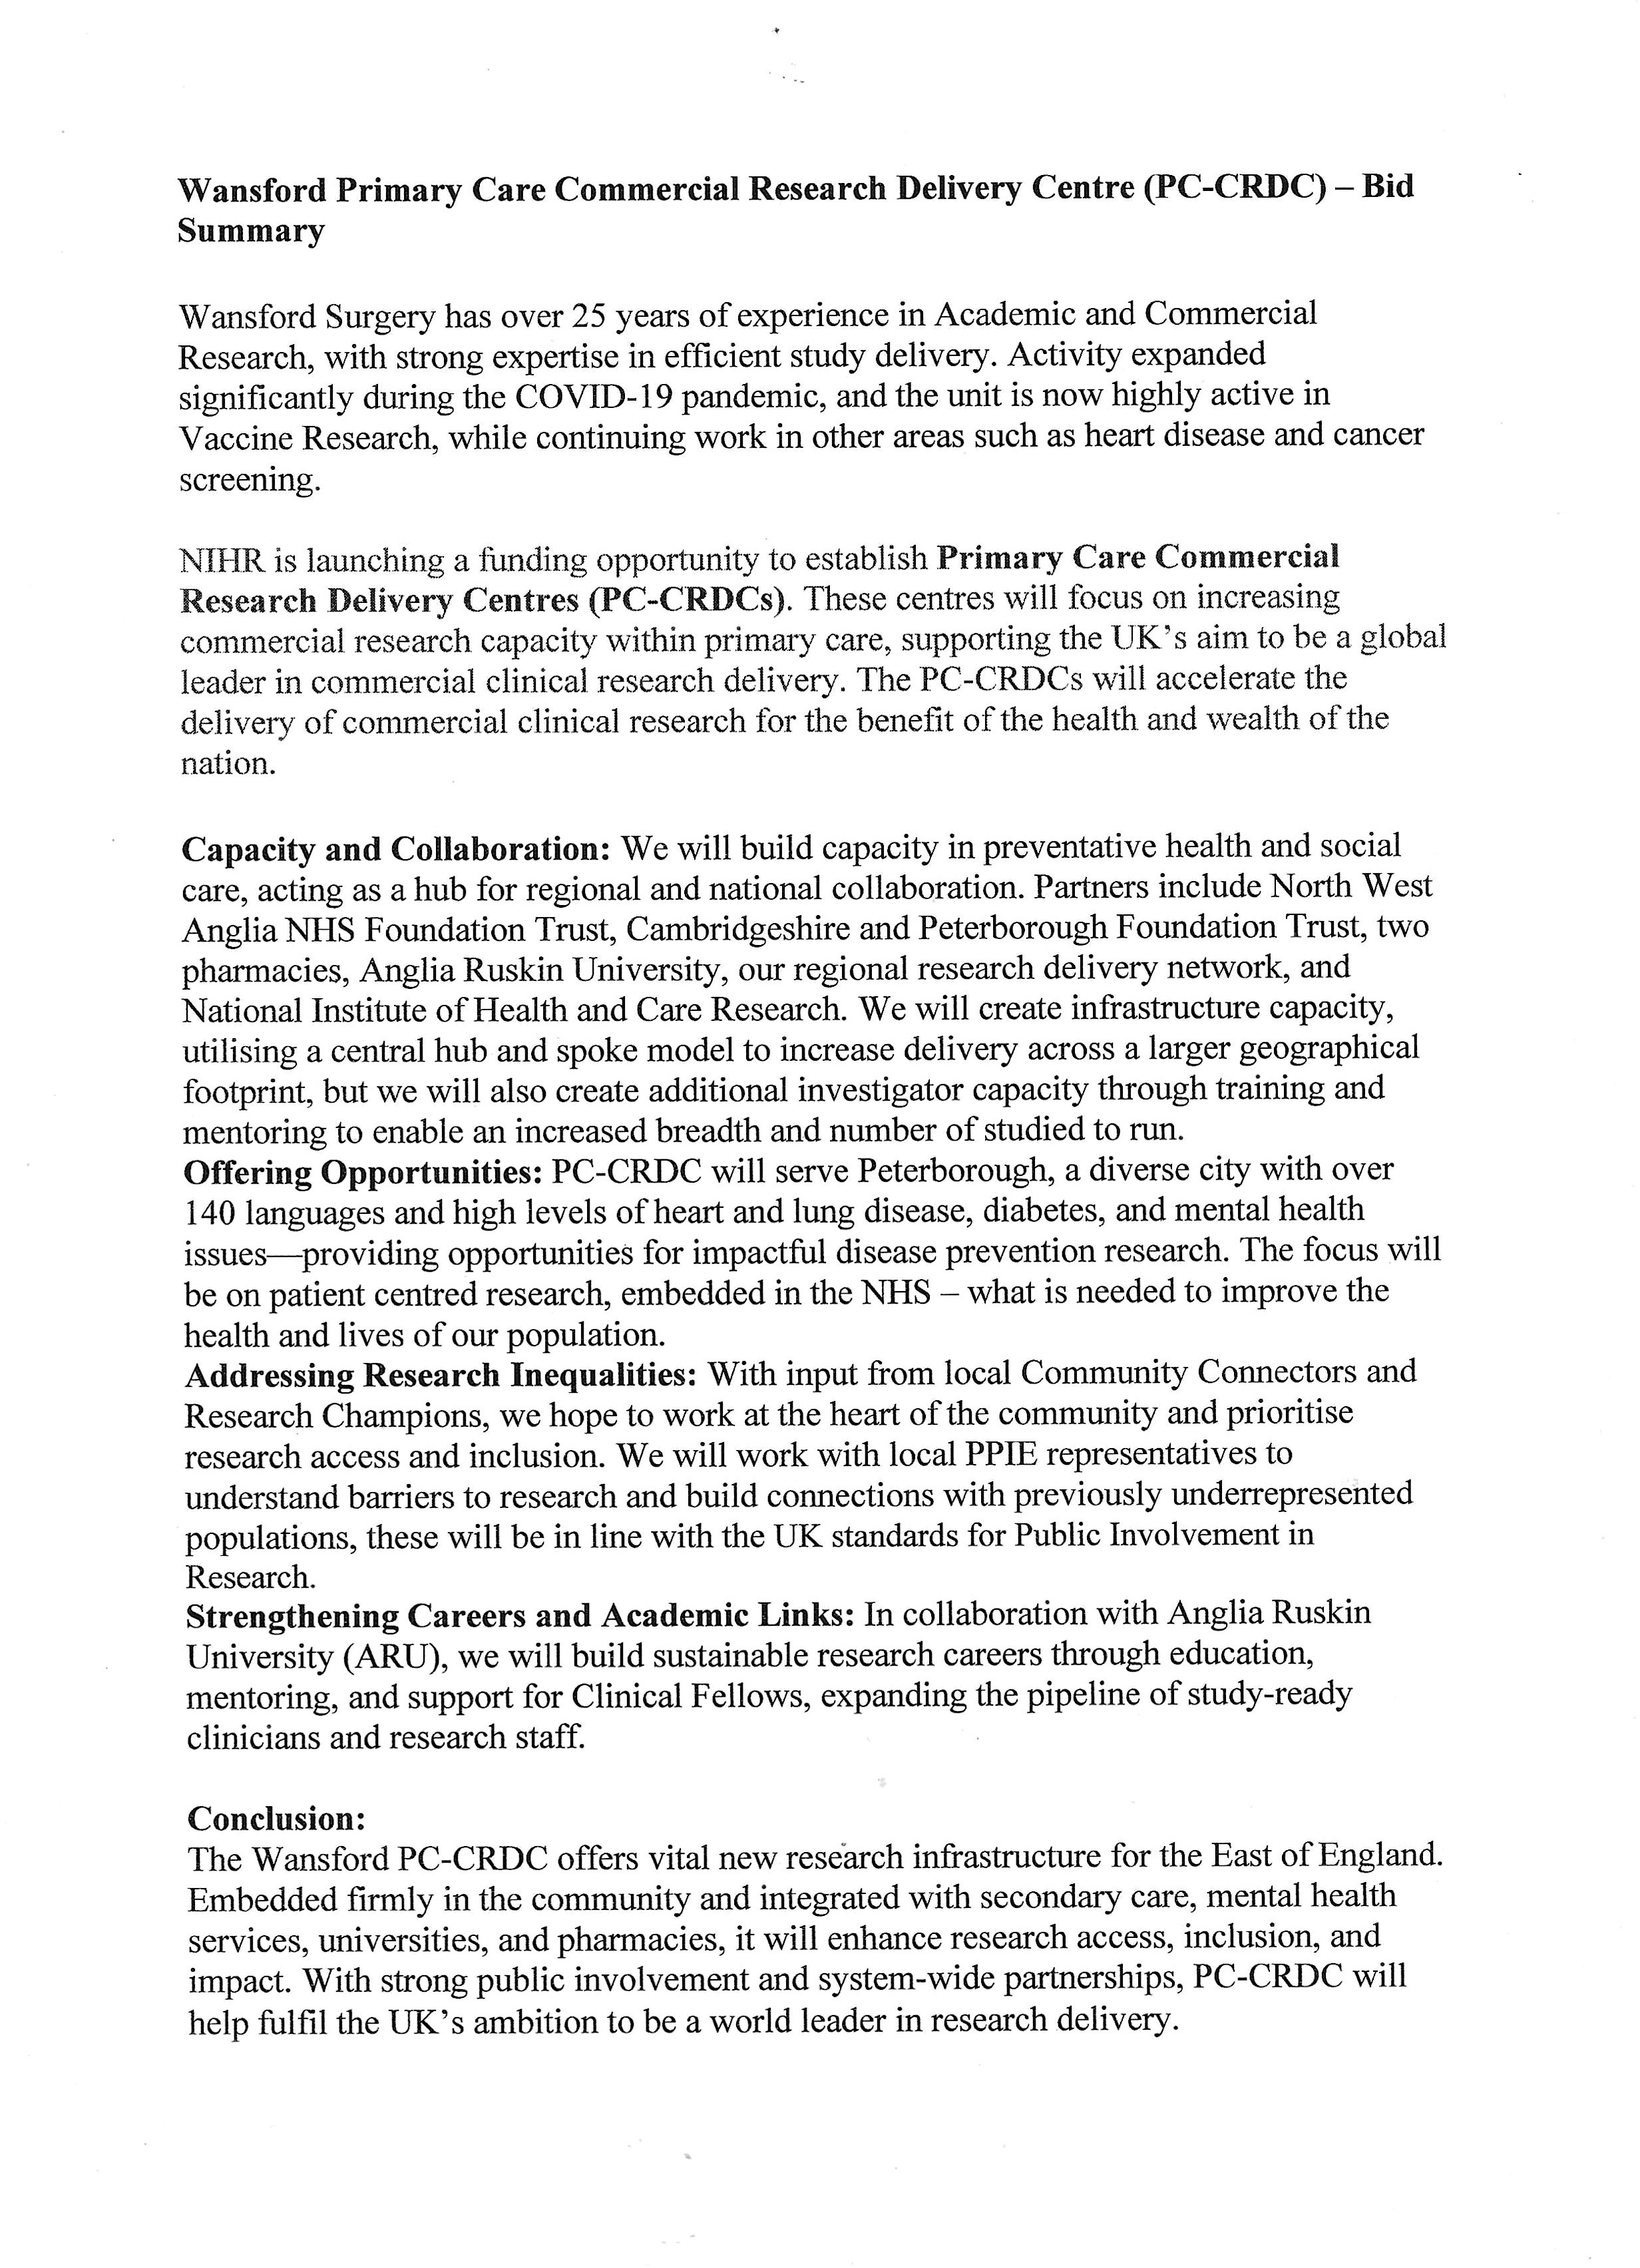 Wansford Primary Care Commercial Research Delivery Centre (PC-CRDC) – Bid
Summary
Wansford Surgery has over 25 years of experience in Academic and Commercial
Research, with strong expertise in efficient study delivery. Activity expanded
significantly during the COVID-19 pandemic, and the unit is now highly active in
Vaccine Research, while continuing work in other areas such as heart disease and cancer
screening.
NIHR is launching a funding opportunity to establish Primary Care Commercial
Research Delivery Centres (PC-CRDCs). These centres will focus on increasing
commercial research capacity within primary care, supporting the UK's aim to be a global
leader in commercial clinical research delivery. The PC-CRDCs will accelerate the
delivery of commercial clinical research for the benefit of the health and wealth of the
nation.
Capacity and Collaboration: We will build capacity in preventative health and social
care, acting as a hub for regional and national collaboration. Partners include North West
Anglia NHS Foundation Trust, Cambridgeshire and Peterborough Foundation Trust, two
pharmacies, Anglia Ruskin University, our regional research delivery network, and
National Institute of Health and Care Research. We will create infrastructure capacity,
utilising a central hub and spoke model to increase delivery across a larger geographical
footprint, but we will also create additional investigator capacity through training and
mentoring to enable an increased breadth and number of studied to run.
Offering Opportunities: PC-CRDC will serve Peterborough, a diverse city with over
140 languages and high levels of heart and lung disease, diabetes, and mental health
issues—providing opportunities for impactful disease prevention research. The focus will
be on patient centred research, embedded in the NHS – what is needed to improve the
health and lives of our population.
Addressing Research Inequalities: With input from local Community Connectors and
Research Champions, we hope to work at the heart of the community and prioritise
research access and inclusion. We will work with local PPIE representatives to
understand barriers to research and build connections with previously underrepresented
populations, these will be in line with the UK standards for Public Involvement in
Research.
Strengthening Careers and Academic Links: In collaboration with Anglia Ruskin
University (ARU), we will build sustainable research careers through education,
mentoring, and support for Clinical Fellows, expanding the pipeline of study-ready
clinicians and research staff.
Conclusion:
The Wansford PC-CRDC offers vital new research infrastructure for the East of England.
Embedded firmly in the community and integrated with secondary care, mental health
services, universities, and pharmacies, it will enhance research access, inclusion, and
impact. With strong public involvement and system-wide partnerships, PC-CRDC will
help fulfil the UK's ambition to be a world leader in research delivery.